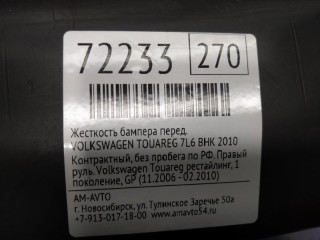 72233 270
Жесткость бампера перед.
VOLKSWAGEN TOUAREG 7L6 BHK 2010
Контрактный, без пробега по РФ. Правый
руль. Volkswagen Touareg рестайлинг, 1
поколение, GP (11.2006 - 02.2010)
АМ-АВТО
г. Новосибирск, ул. Тулинское Заречье 50а
+7-913-017-18-00 www.amavto54.ru